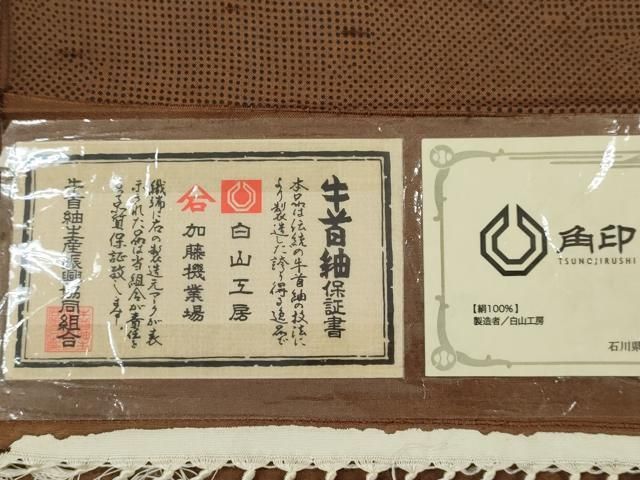 牛首紬保証書
本品は伝統の牛首紬の技法に
より製造した誇り得る逸品で
白山工房
加藤機業場
織端に右の製造元マークが表
示された品は当組合が責任を
もって品質保証致します。
牛首紬生産振興協同組合
角印
TSUNOJIRUSHI
【絹100%】
製造者/白山工房
石川県